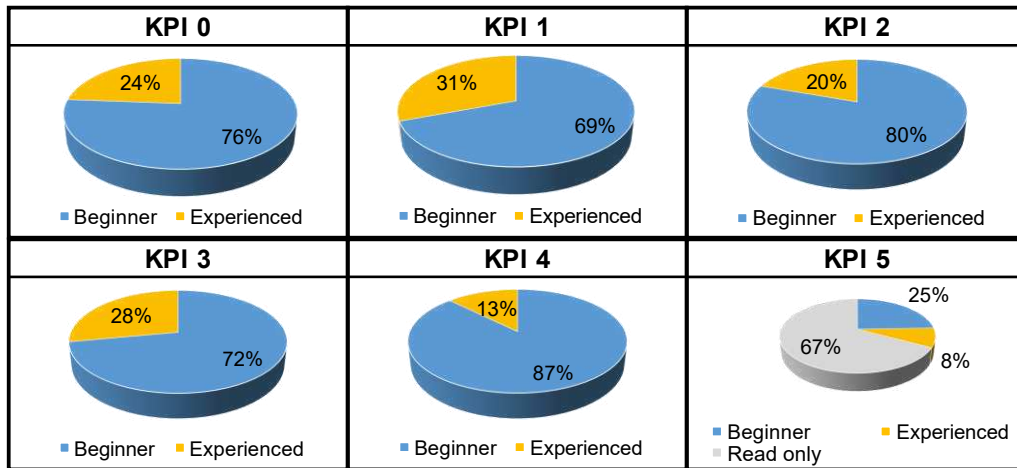 KPI 0
24%
76%
Beginner Experienced
KPI 1
31%
69%
Beginner Experienced
KPI 2
20%
80%
Beginner Experienced
KPI 3
28%
72%
Beginner Experienced
KPI 4
13%
87%
Beginner Experienced
KPI 5
25%
67%
8%
Beginner Experienced
Read only